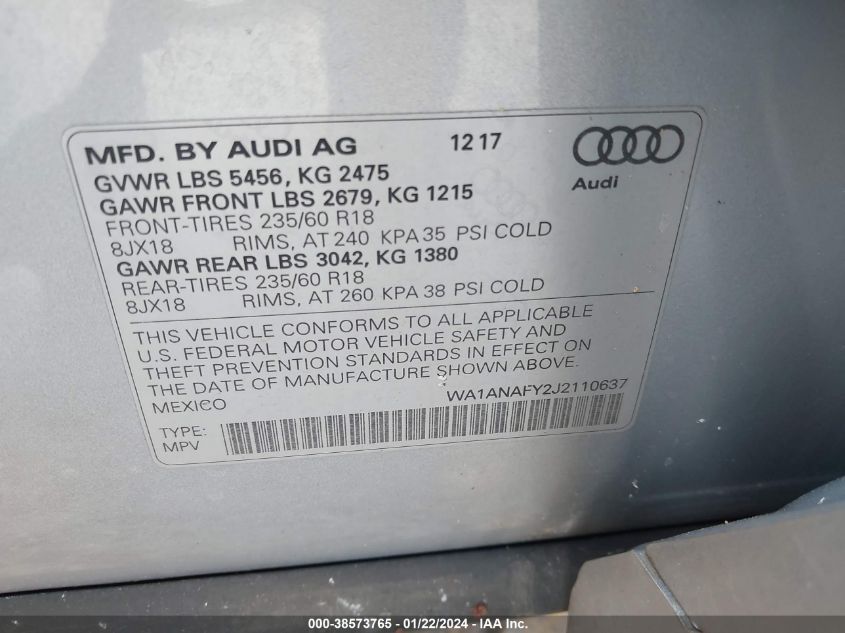 MFD. BY AUDI AG 12 17
GVWR LBS 5456, KG 2475
GAWR FRONT LBS 2679, KG 1215
FRONT-TIRES 235/60 R18
8JX18 RIMS, AT 240 KPA 35 PSI COLD
GAWR REAR LBS 3042, KG 1380
REAR-TIRES 235/60 R18
8JX18 RIMS, AT 260 KPA 38 PSI COLD
Audi
THIS VEHICLE CONFORMS TO ALL APPLICABLE
U.S. FEDERAL MOTOR VEHICLE SAFETY AND
THEFT PREVENTION STANDARDS IN EFFECT ON
THE DATE OF MANUFACTURE SHOWN ABOVE.
MEXICO WA1ANAFY2J2110637
TYPE:
MPV
000-38573765 - 01/22/2024 - IAA Inc.